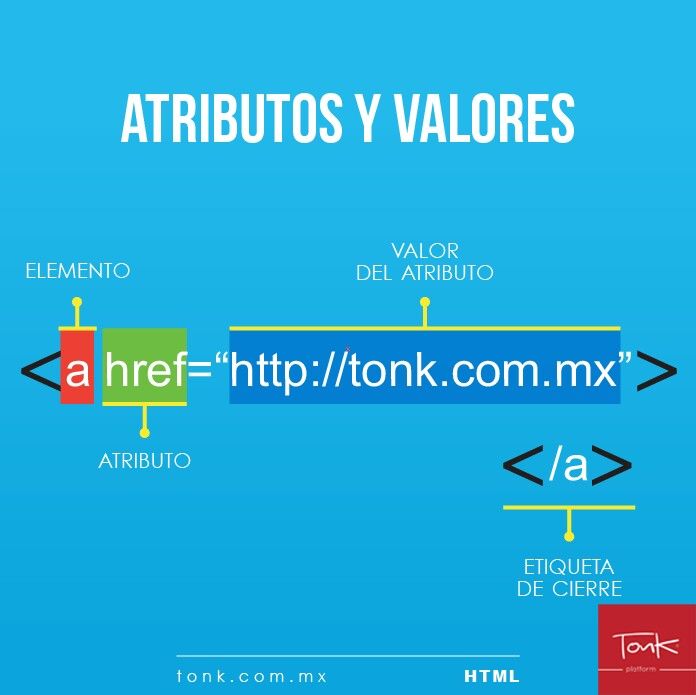 ATRIBUTOS Y VALORES
ELEMENTO
VALOR
DEL ATRIBUTO
<a href=“http://tonk.com.mx”>
ATRIBUTO
</a>
ETIQUETA
DE CIERRE
Tonk
platform
tonk.com.mx
HTML